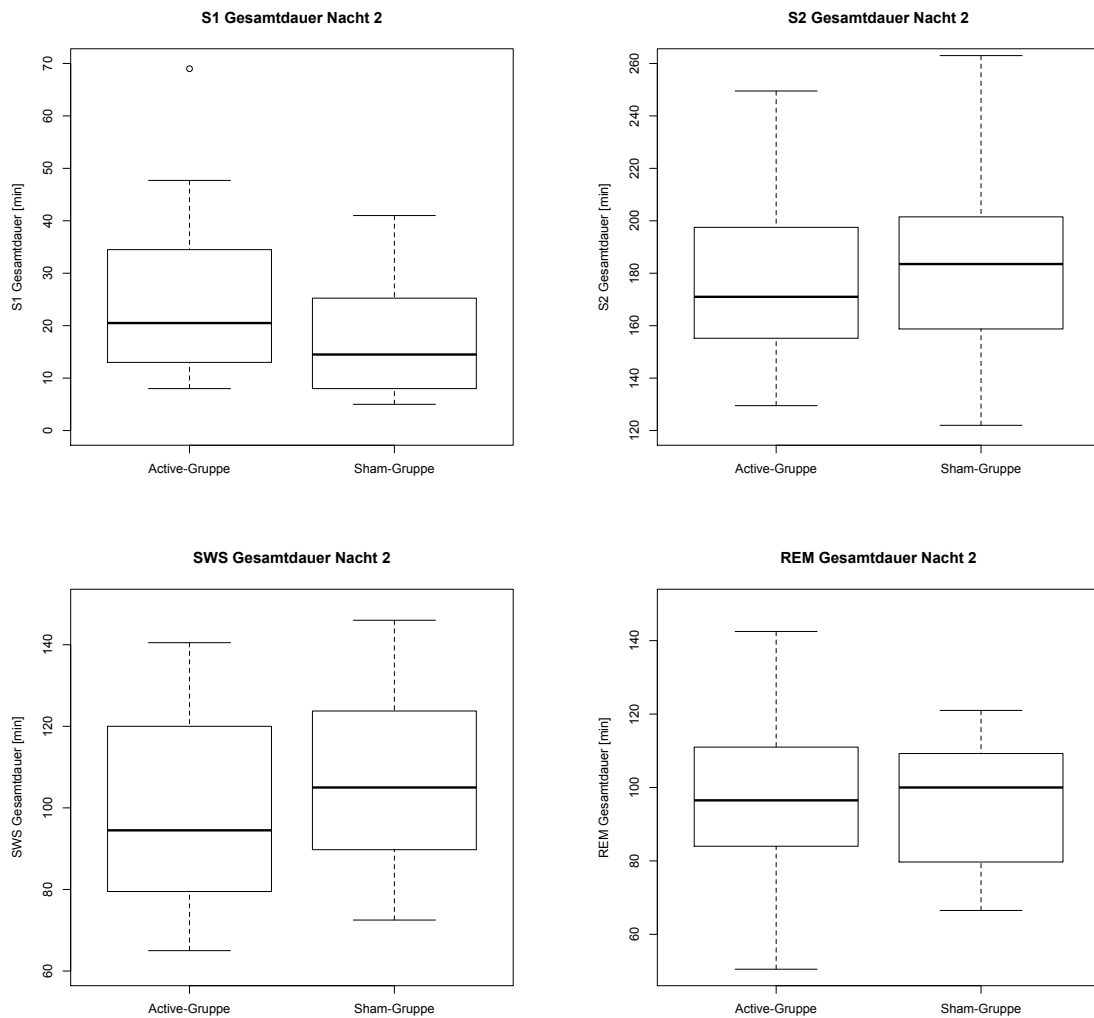 S1 Gesamtdauer Nacht 2
S1 Gesamtdauer [min]
70
60
50
40
30
20
10
0
Active-Gruppe Sham-Gruppe
S2 Gesamtdauer Nacht 2
S2 Gesamtdauer [min]
260
240
220
200
180
160
140
120
Active-Gruppe Sham-Gruppe
SWS Gesamtdauer Nacht 2
SWS Gesamtdauer [min]
140
120
100
80
60
Active-Gruppe Sham-Gruppe
REM Gesamtdauer Nacht 2
REM Gesamtdauer [min]
140
120
100
80
60
Active-Gruppe Sham-Gruppe